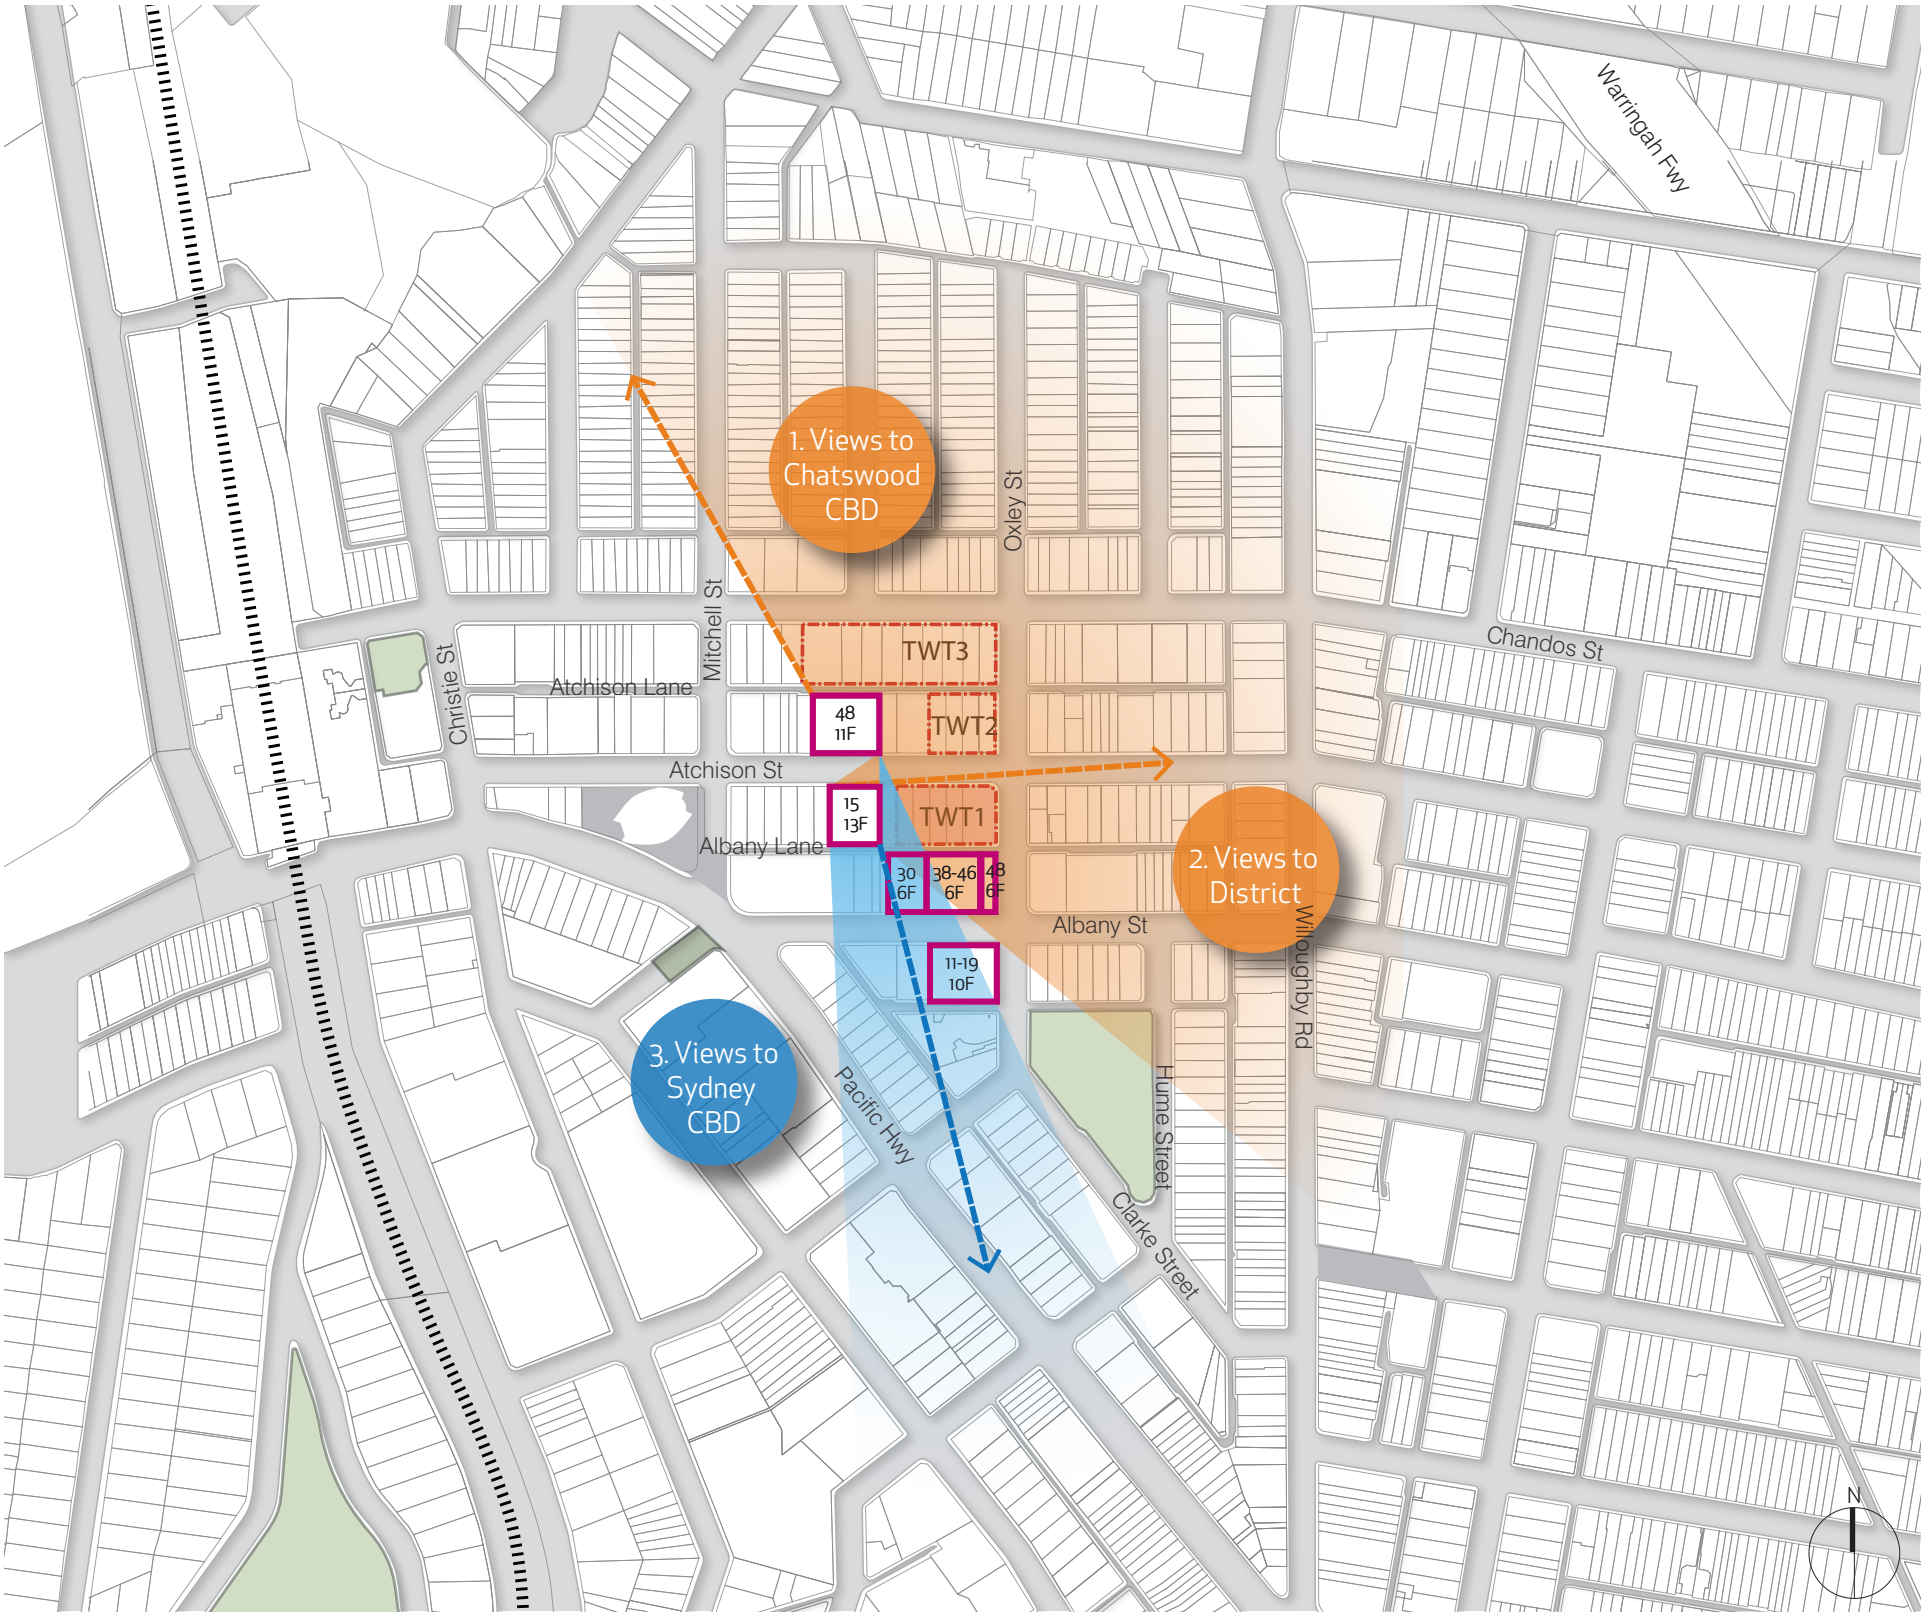 Warringah Fwy
1. Views to
Chatswood
CBD
Oxley St
Mitchell St
Chandos St
TWT3
Christie St
Atchison Lane
48
11F
TWT2
Atchison St
15
13F
TWT1
Albany Lane
30
6F
38-46
6F
48
6F
2. Views to
District
Albany St
Willoughby Rd
11-19
10F
3. Views to
Sydney
CBD
Pacific Hwy
Hume Street
Clarke Street
N